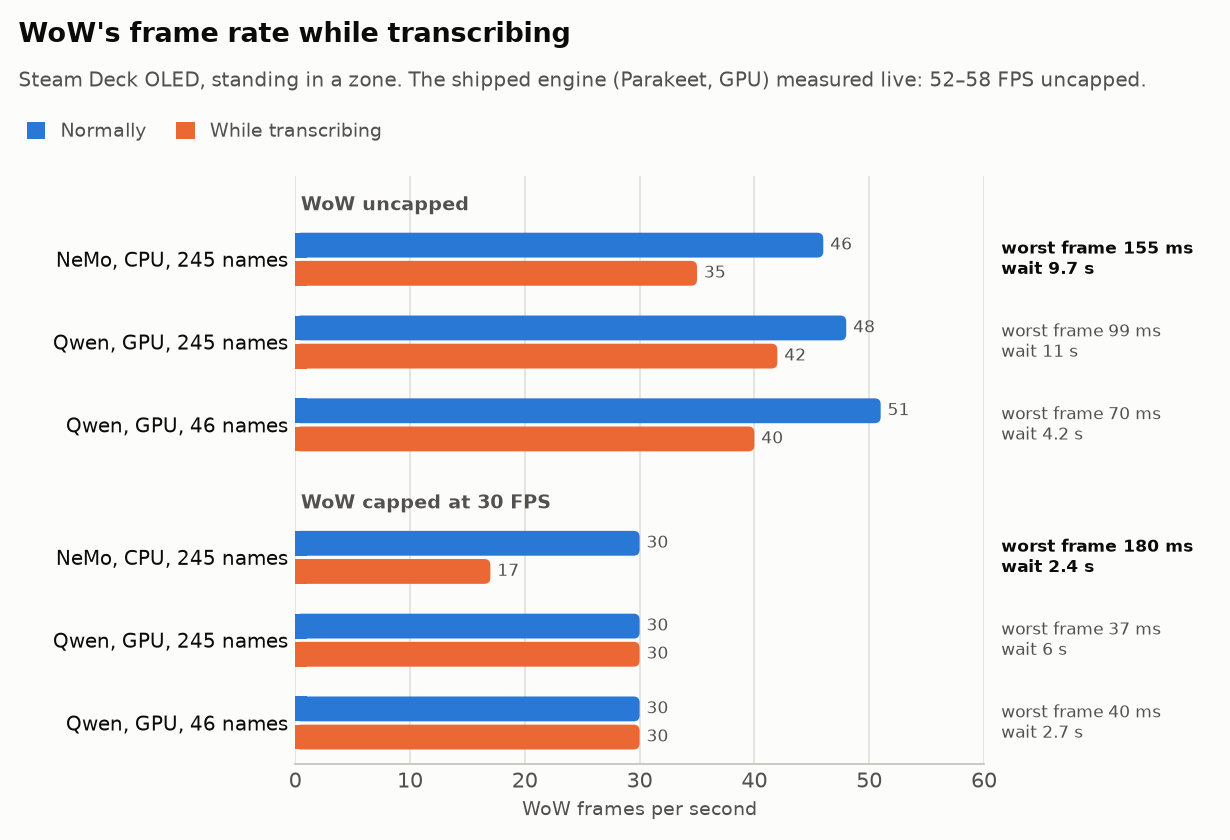 WoW's frame rate while transcribing
Steam Deck OLED, standing in a zone. The shipped engine (Parakeet, GPU) measured live: 52–58 FPS uncapped.
Normally
While transcribing
WoW uncapped
NeMo, CPU, 245 names
46
35
worst frame 155 ms
wait 9.7 s
Qwen, GPU, 245 names
48
42
worst frame 99 ms
wait 11 s
Qwen, GPU, 46 names
51
40
worst frame 70 ms
wait 4.2 s
WoW capped at 30 FPS
NeMo, CPU, 245 names
30
17
worst frame 180 ms
wait 2.4 s
Qwen, GPU, 245 names
30
30
worst frame 37 ms
wait 6 s
Qwen, GPU, 46 names
30
30
worst frame 40 ms
wait 2.7 s
0 10 20 30 40 50 60
WoW frames per second